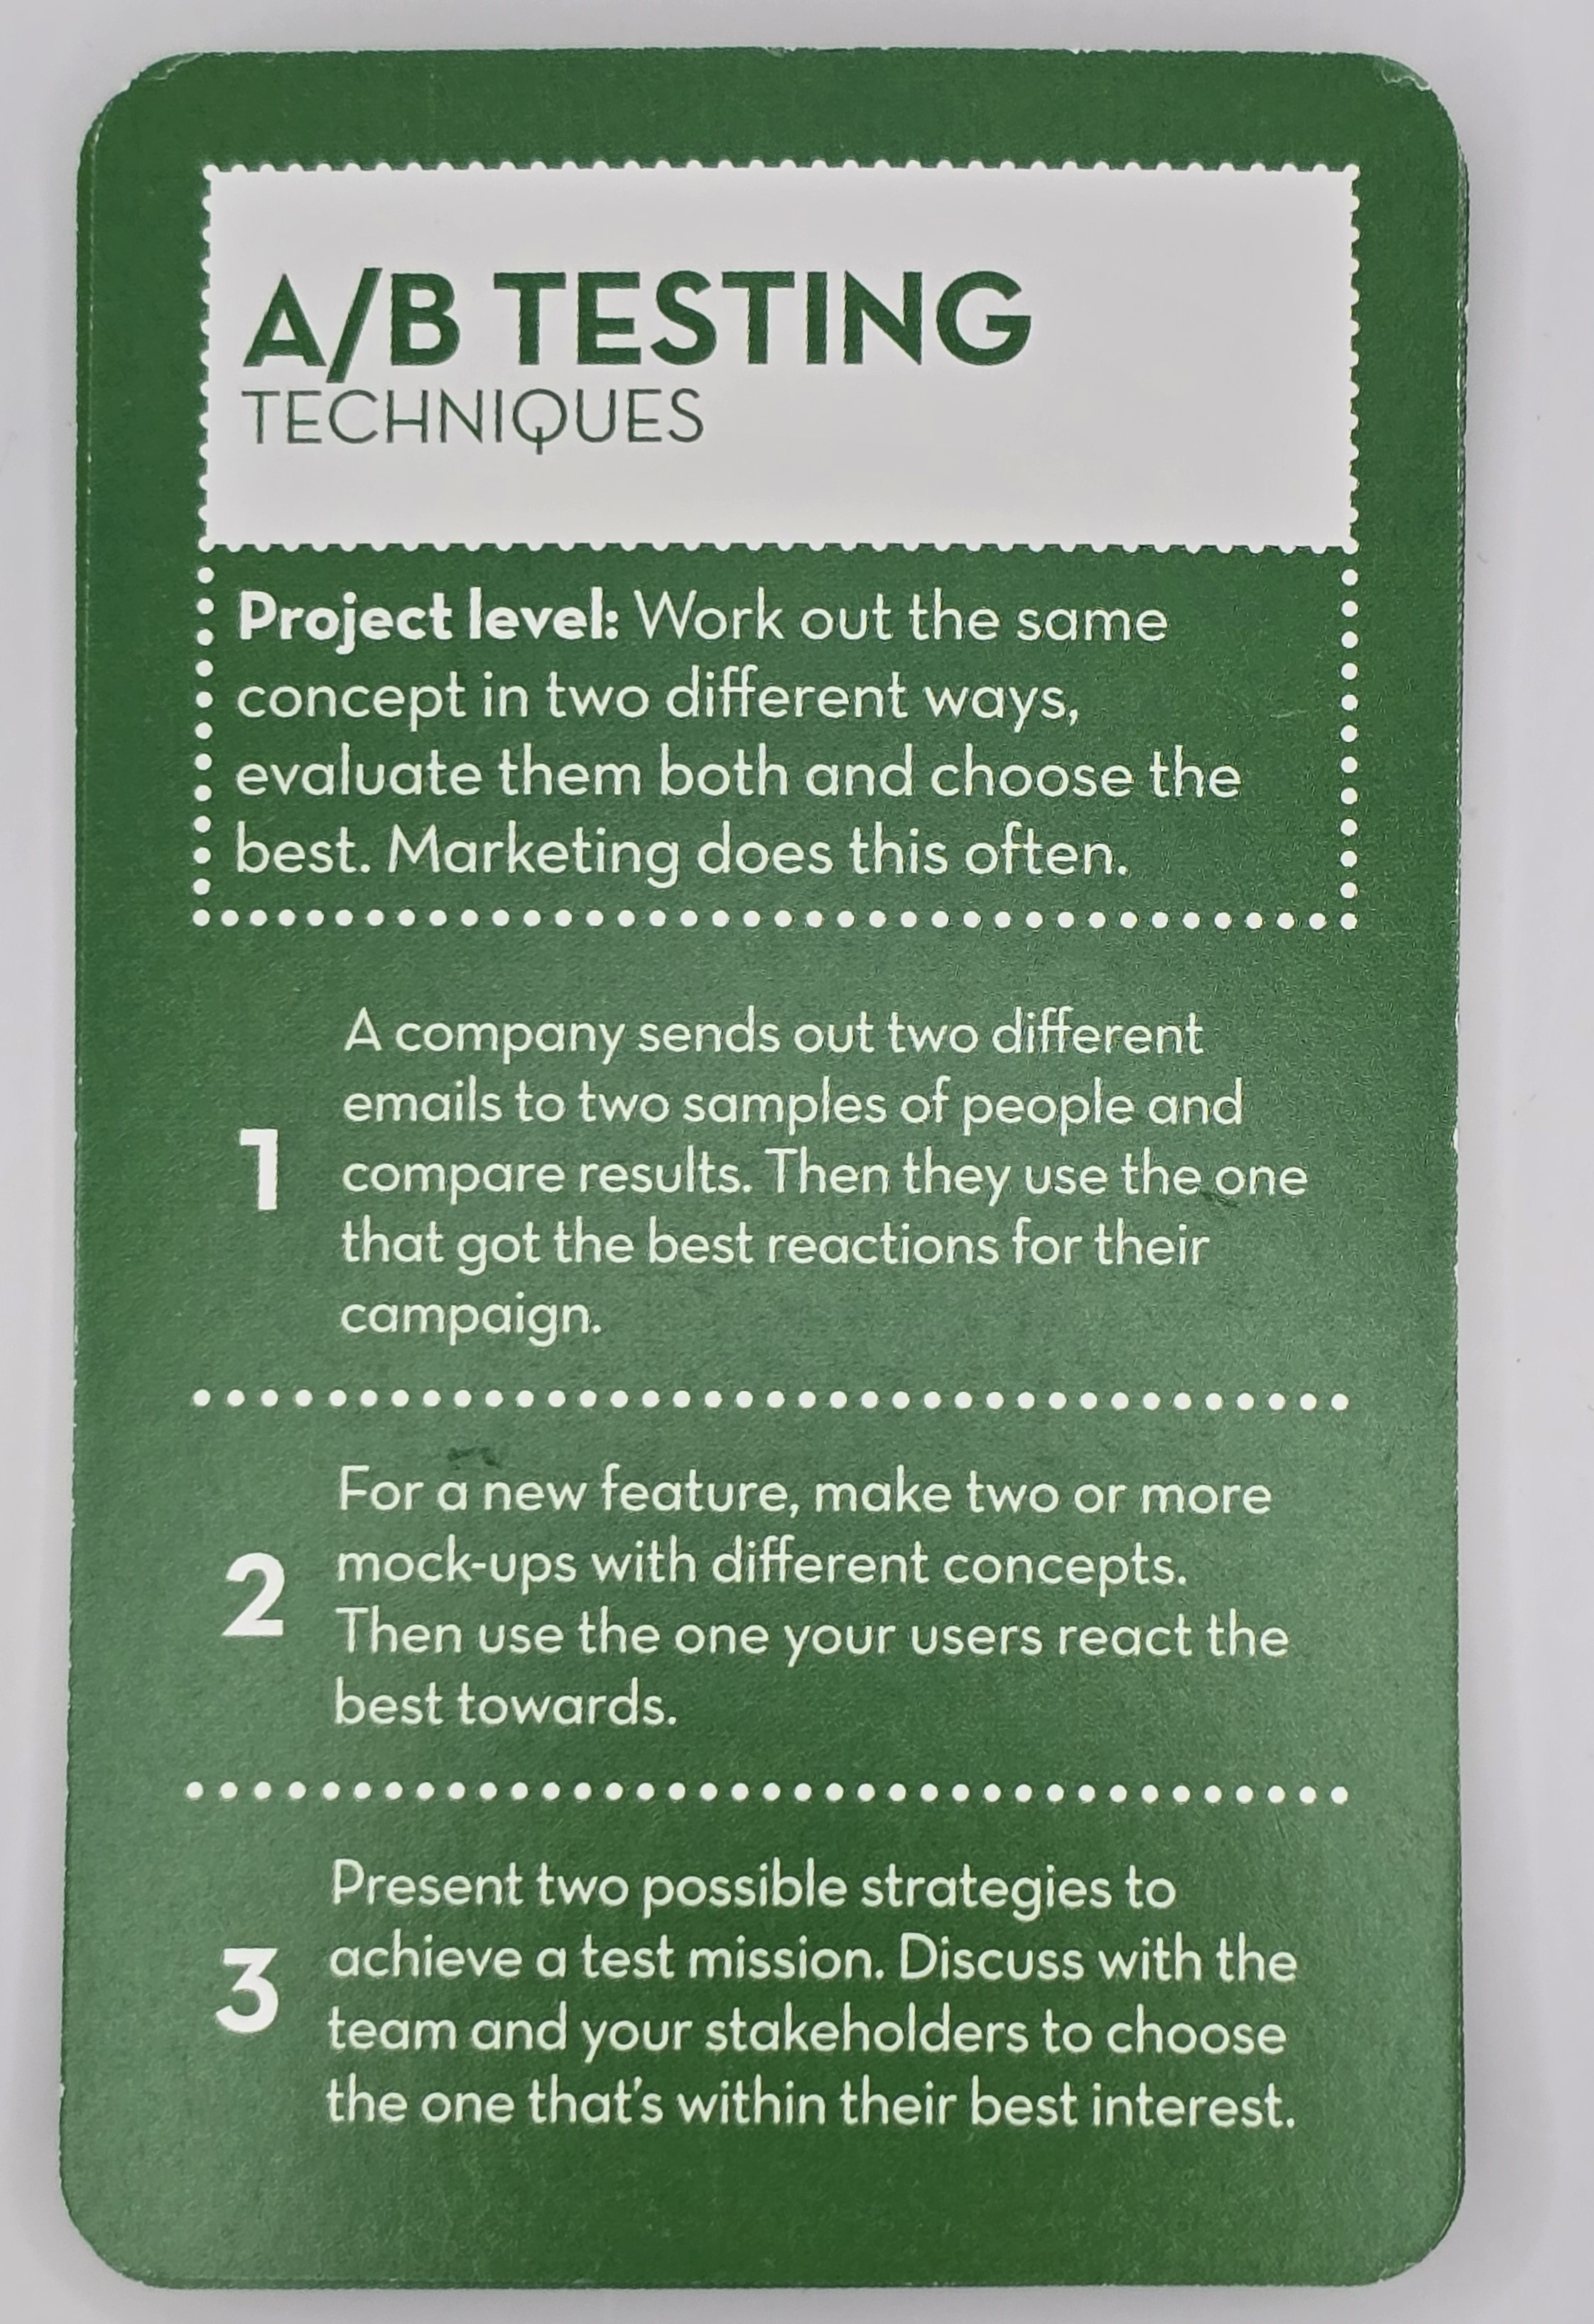 A/B TESTING
TECHNIQUES
Project level: Work out the same
concept in two different ways,
evaluate them both and choose the
best. Marketing does this often.
1
A company sends out two different
emails to two samples of people and
compare results. Then they use the one
that got the best reactions for their
campaign.
2
For a new feature, make two or more
mock-ups with different concepts.
Then use the one your users react the
best towards.
3
Present two possible strategies to
achieve a test mission. Discuss with the
team and your stakeholders to choose
the one that's within their best interest.